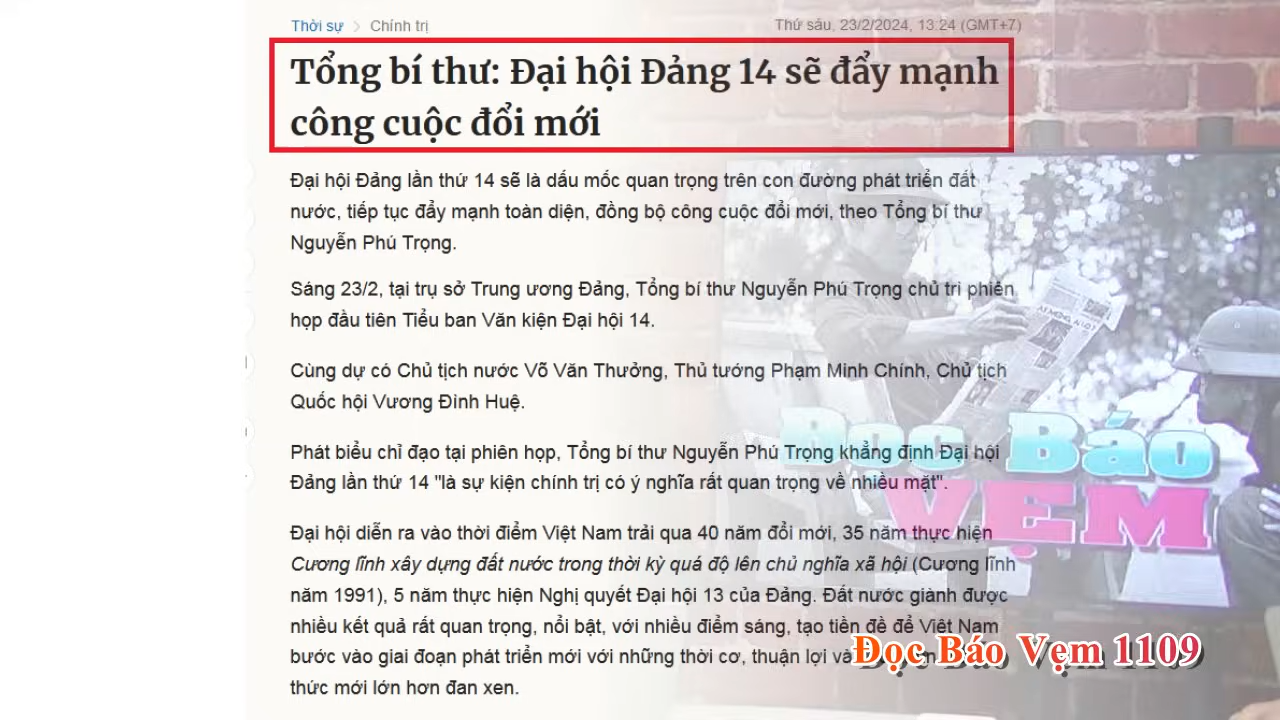 Thời sự > Chính trị
Thứ sáu, 23/2/2024, 13:24 (GMT+7)
Tổng bí thư: Đại hội Đảng 14 sẽ đẩy mạnh
công cuộc đổi mới
Đại hội Đảng lần thứ 14 sẽ là dấu mốc quan trọng trên con đường phát triển đất
nước, tiếp tục đẩy mạnh toàn diện, đồng bộ công cuộc đổi mới, theo Tổng bí thư
Nguyễn Phú Trọng.
Sáng 23/2, tại trụ sở Trung ương Đảng, Tổng bí thư Nguyễn Phú Trọng chủ trì phiên
họp đầu tiên Tiểu ban Văn kiện Đại hội 14.
Cùng dự có Chủ tịch nước Võ Văn Thưởng, Thủ tướng Phạm Minh Chính, Chủ tịch
Quốc hội Vương Đình Huệ.
Phát biểu chỉ đạo tại phiên họp, Tổng bí thư Nguyễn Phú Trọng khẳng định Đại hội
Đảng lần thứ 14 "là sự kiện chính trị có ý nghĩa rất quan trọng về nhiều mặt".
Đại hội diễn ra vào thời điểm Việt Nam trải qua 40 năm đổi mới, 35 năm thực hiện
Cương lĩnh xây dựng đất nước trong thời kỳ quá độ lên chủ nghĩa xã hội (Cương lĩnh
năm 1991), 5 năm thực hiện Nghị quyết Đại hội 13 của Đảng. Đất nước giành được
nhiều kết quả rất quan trọng, nổi bật, với nhiều điểm sáng, tạo tiền đề để Việt Nam
bước vào giai đoạn phát triển mới với những thời cơ, thuận lợi và
thức mới lớn hơn đan xen.
Đọc Báo
VẸM
Đọc Báo Vẹm 1109